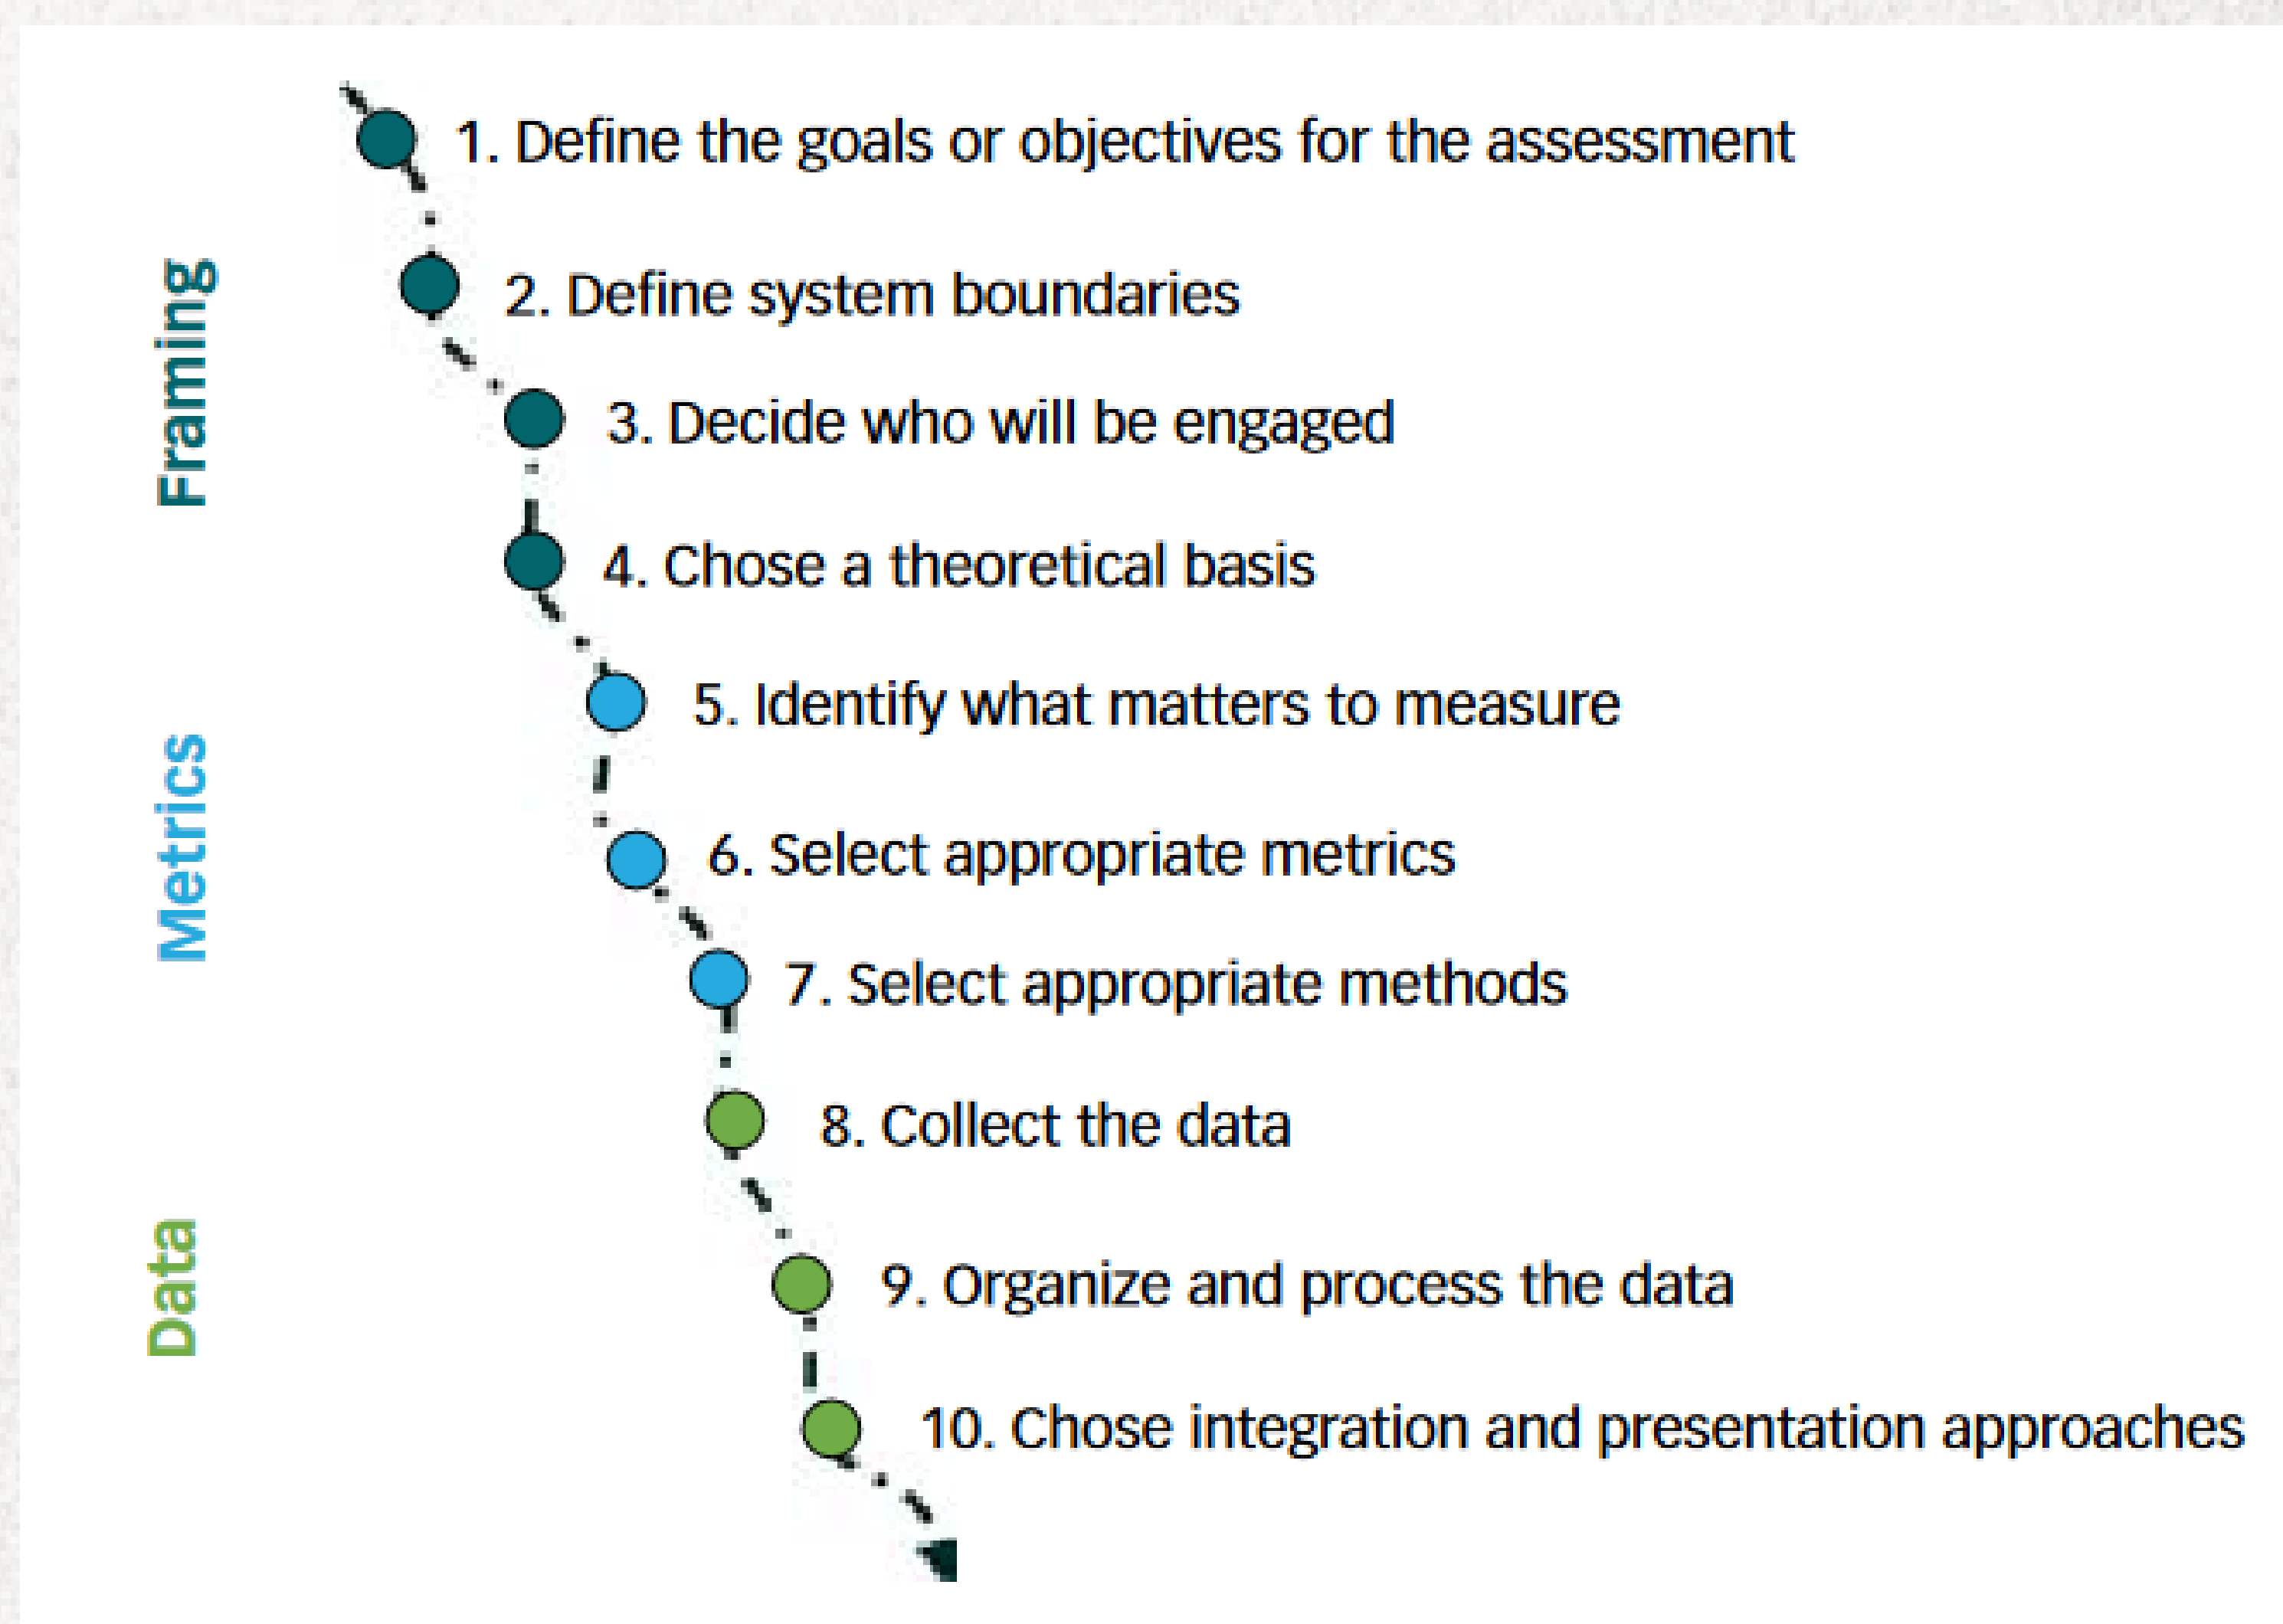 1. Define the goals or objectives for the assessment
2. Define system boundaries
Framing
3. Decide who will be engaged
4. Chose a theoretical basis
5. Identify what matters to measure
Metrics
6. Select appropriate metrics
7. Select appropriate methods
8. Collect the data
Data
9. Organize and process the data
10. Chose integration and presentation approaches